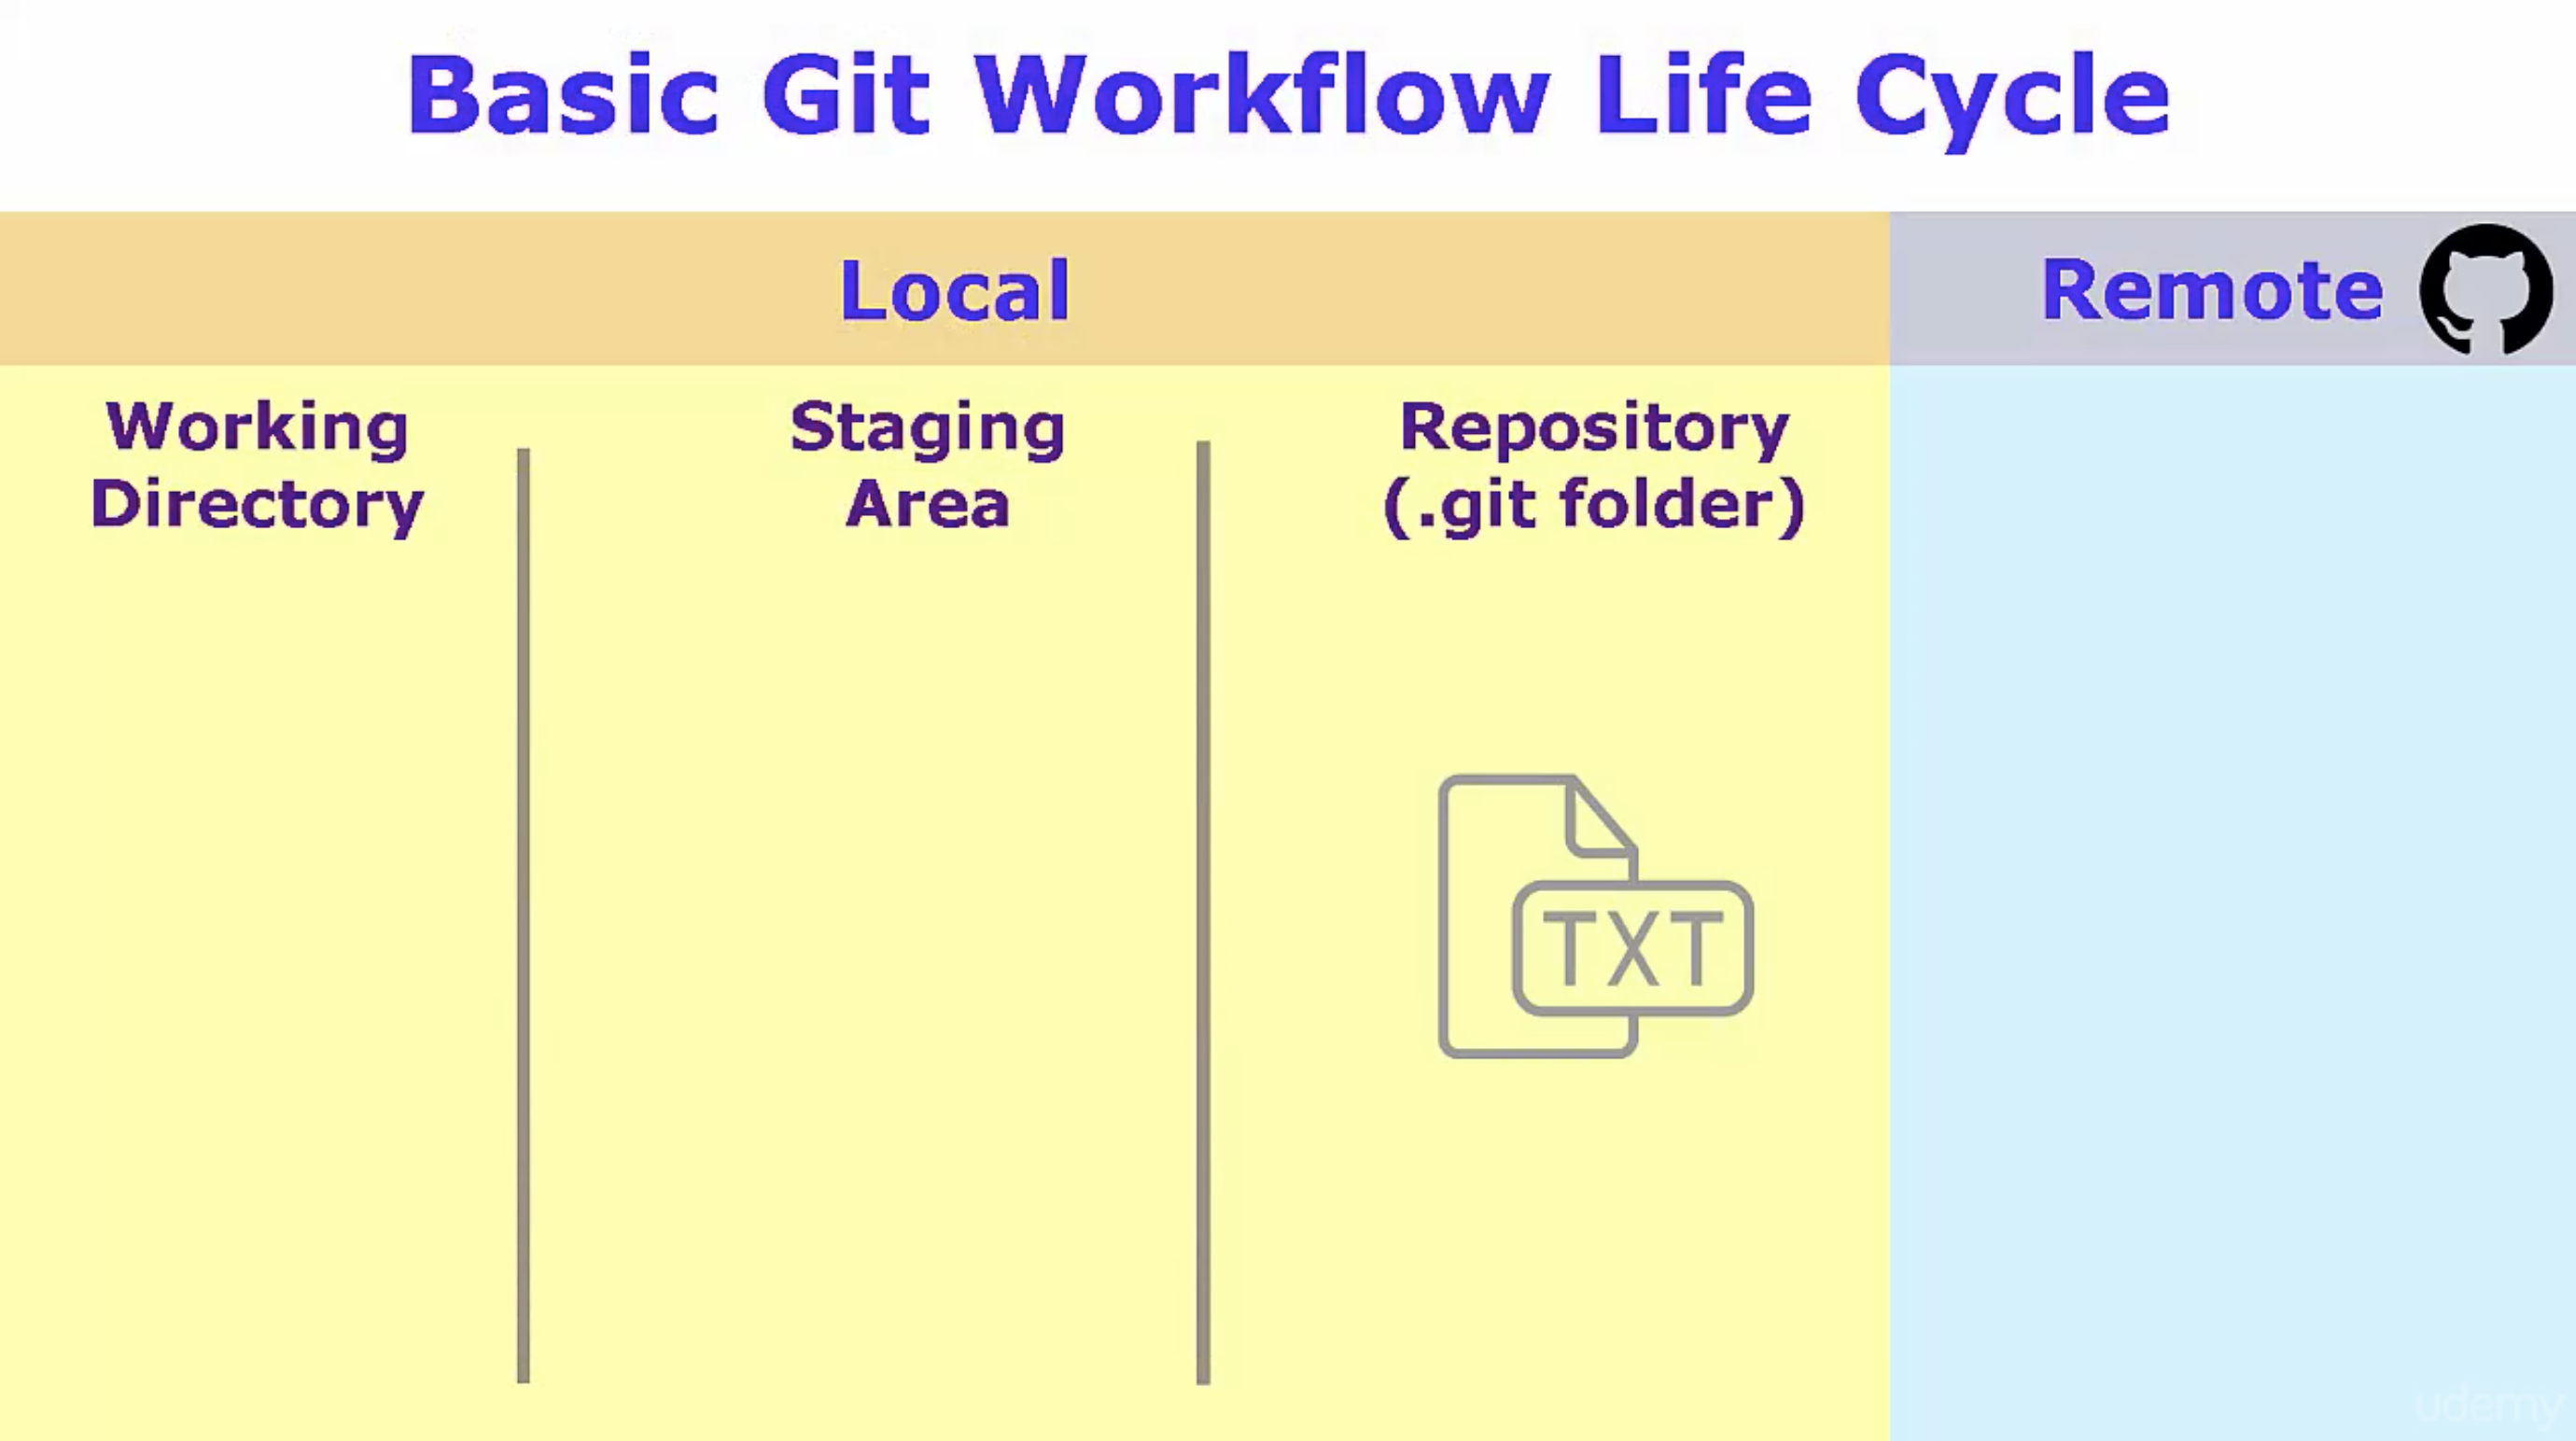 Basic Git Workflow Life Cycle
Local
Remote
Working
Directory
Staging
Area
Repository
(.git folder)
TXT
udemy